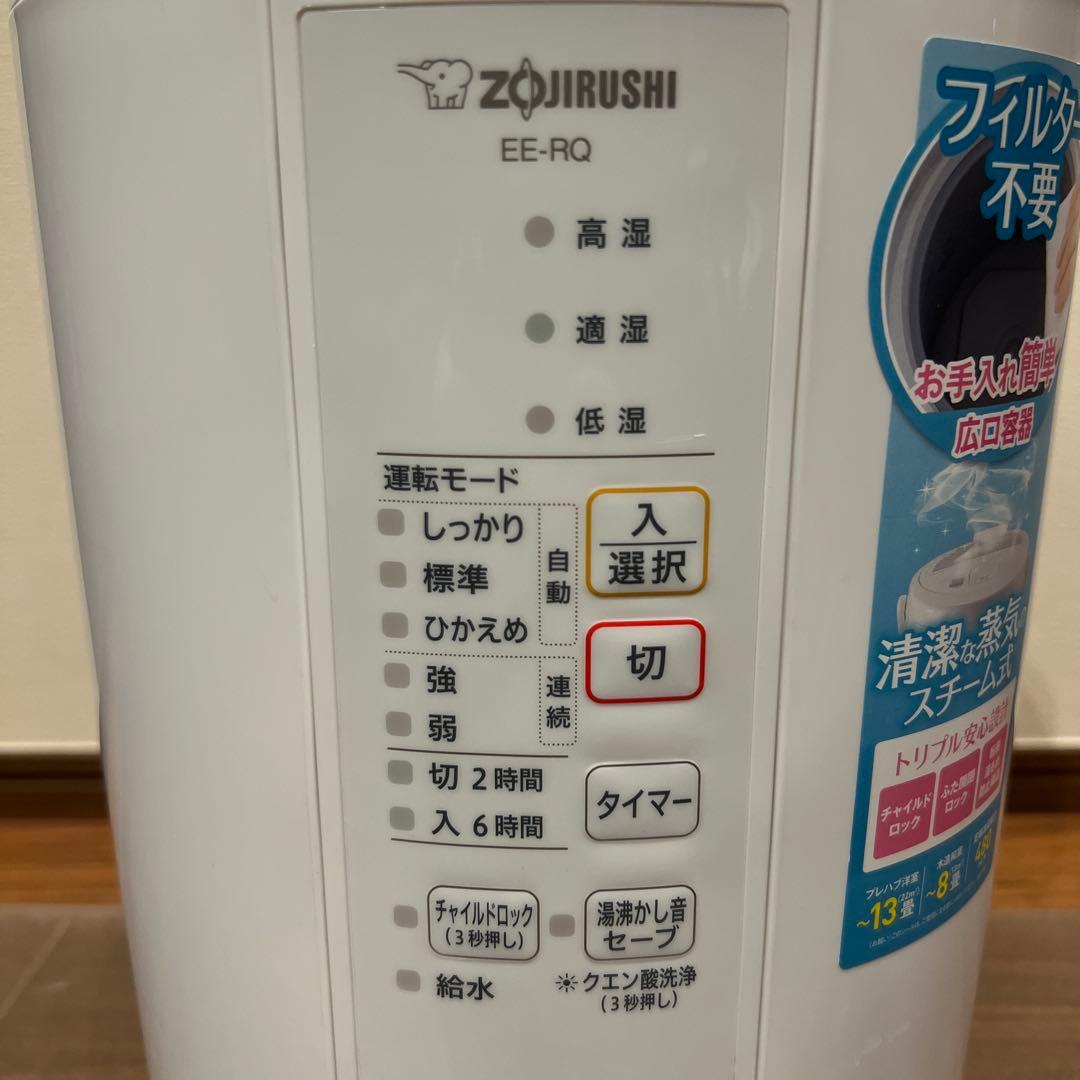 ZOJIRUSHI
EE-RQ
高湿
適湿
低湿
運転モード
しっかり
標準
ひかえめ
自動
強
弱
連続
入
選択
切
切 2時間
入 6時間
タイマー
チャイルドロック
(3秒押し)
湯沸かし音
セーブ
給水
クエン酸洗浄
(3秒押し)
フィルター
不要
お手入れ簡単
広口容器
清潔な蒸気の
スチーム式
トリプル安心設計
チャイルド
ロック
ふた開閉
ロック
プレハブ洋室
~13畳
木造和室
~8畳
480